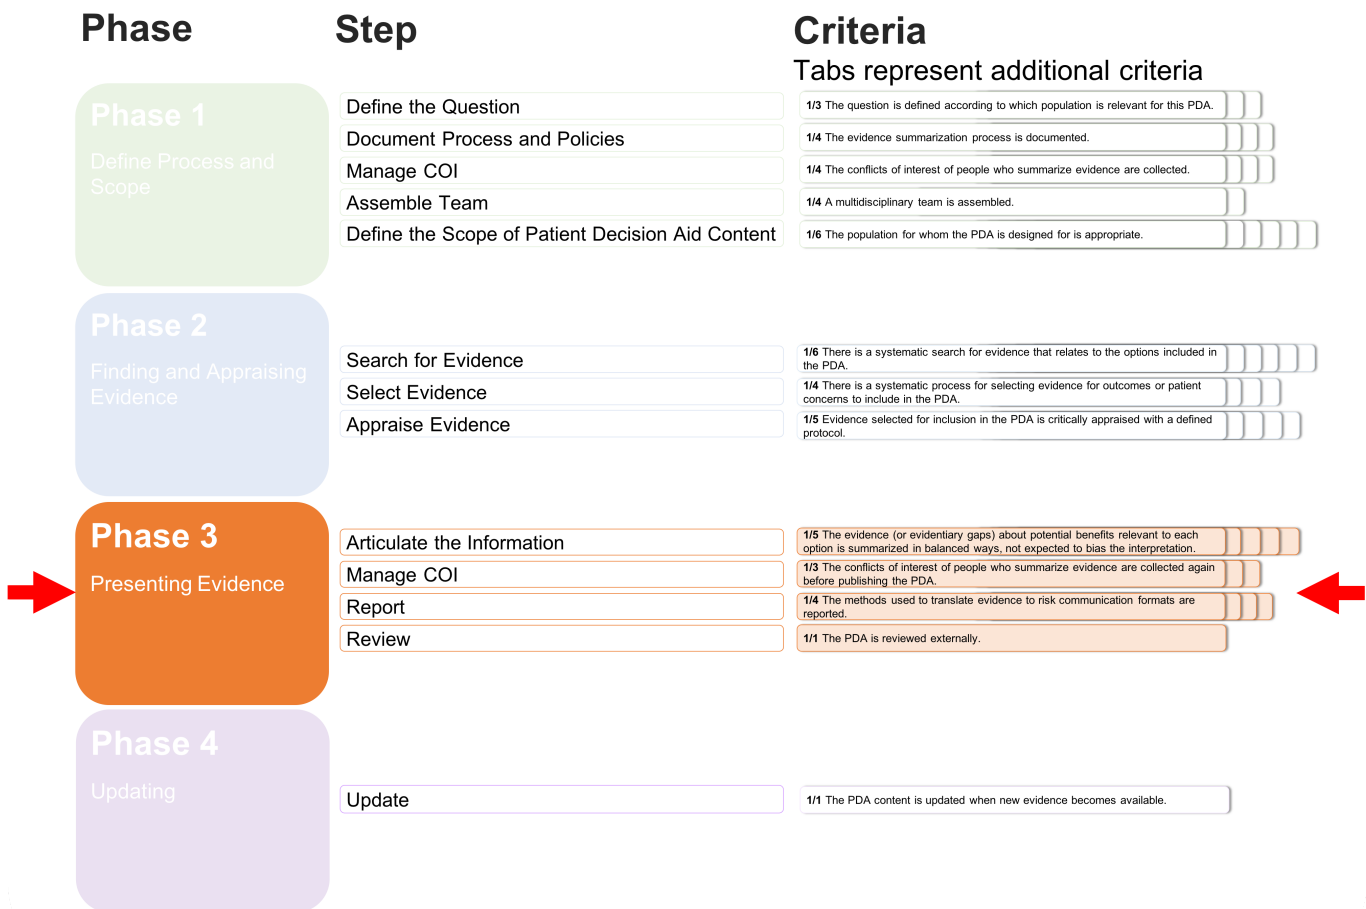 Phase
Step
Criteria
Tabs represent additional criteria
Phase 1
Define Process and
Scope
Define the Question
1/3 The question is defined according to which population is relevant for this PDA.
Document Process and Policies
1/4 The evidence summarization process is documented.
Manage COI
1/4 The conflicts of interest of people who summarize evidence are collected.
Assemble Team
1/4 A multidisciplinary team is assembled.
Define the Scope of Patient Decision Aid Content
1/6 The population for whom the PDA is designed for is appropriate.
Phase 2
Finding and Appraising
Evidence
Search for Evidence
1/6 There is a systematic search for evidence that relates to the options included in
the PDA.
Select Evidence
1/4 There is a systematic process for selecting evidence for outcomes or patient
concerns to include in the PDA.
Appraise Evidence
1/5 Evidence selected for inclusion in the PDA is critically appraised with a defined
protocol.
Phase 3
Presenting Evidence
Articulate the Information
1/5 The evidence (or evidentiary gaps) about potential benefits relevant to each
option is summarized in balanced ways, not expected to bias the interpretation.
Manage COI
1/3 The conflicts of interest of people who summarize evidence are collected again
before publishing the PDA.
Report
1/4 The methods used to translate evidence to risk communication formats are
reported.
Review
1/1 The PDA is reviewed externally.
Phase 4
Updating
Update
1/1 The PDA content is updated when new evidence becomes available.